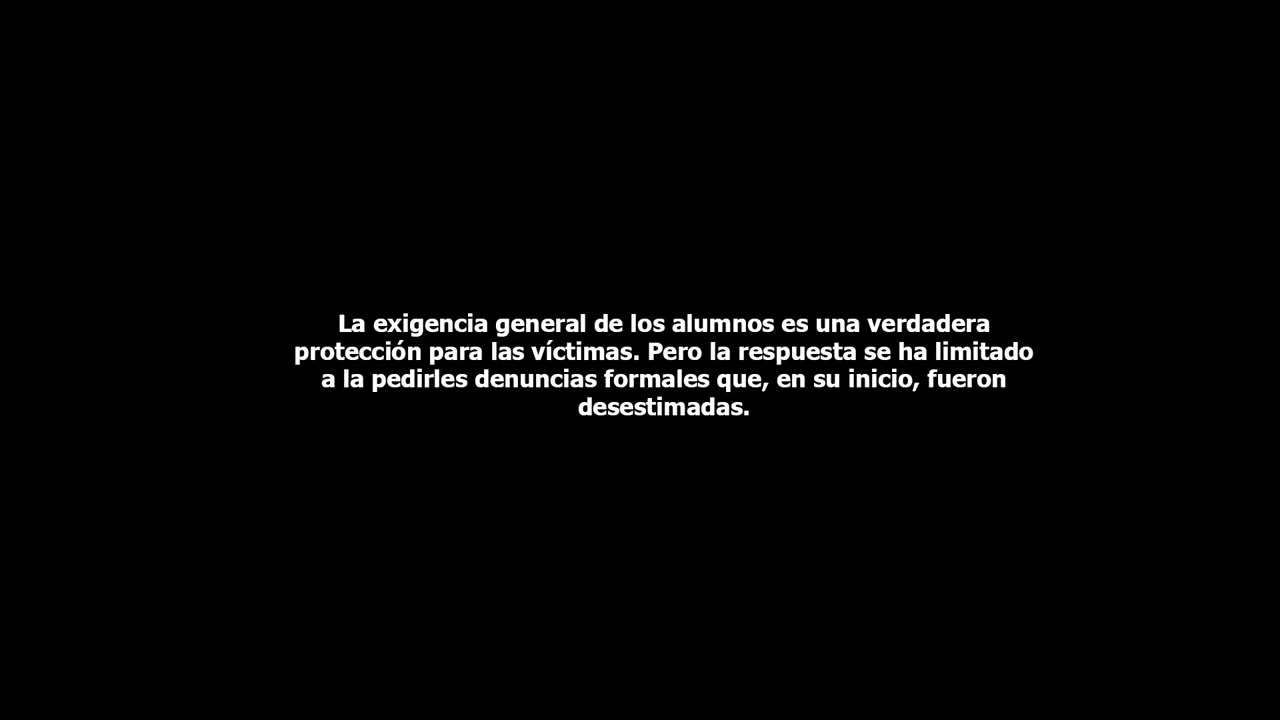 La exigencia general de los alumnos es una verdadera
protección para las víctimas. Pero la respuesta se ha limitado
a la pedirles denuncias formales que, en su inicio, fueron
desestimadas.